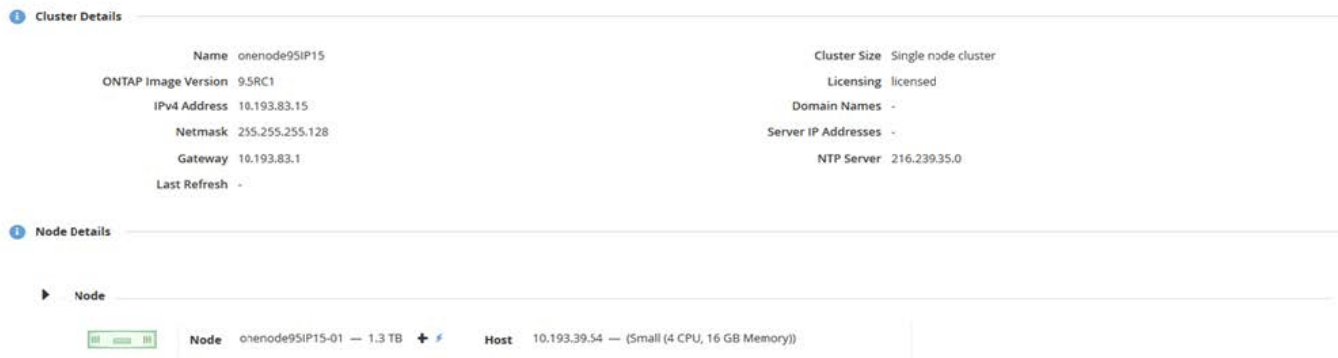 Cluster Details
Name onenode95IP15 Cluster Size Single node cluster
ONTAP Image Version 9.5RC1 Licensing licensed
IPv4 Address 10.193.83.15 Domain Names -
Netmask 255.255.255.128 Server IP Addresses -
Gateway 10.193.83.1 NTP Server 216.239.35.0
Last Refresh -
Node Details
Node
Node onenode95IP15-01 — 1.3 TB Host 10.193.39.54 — (Small (4 CPU, 16 GB Memory))